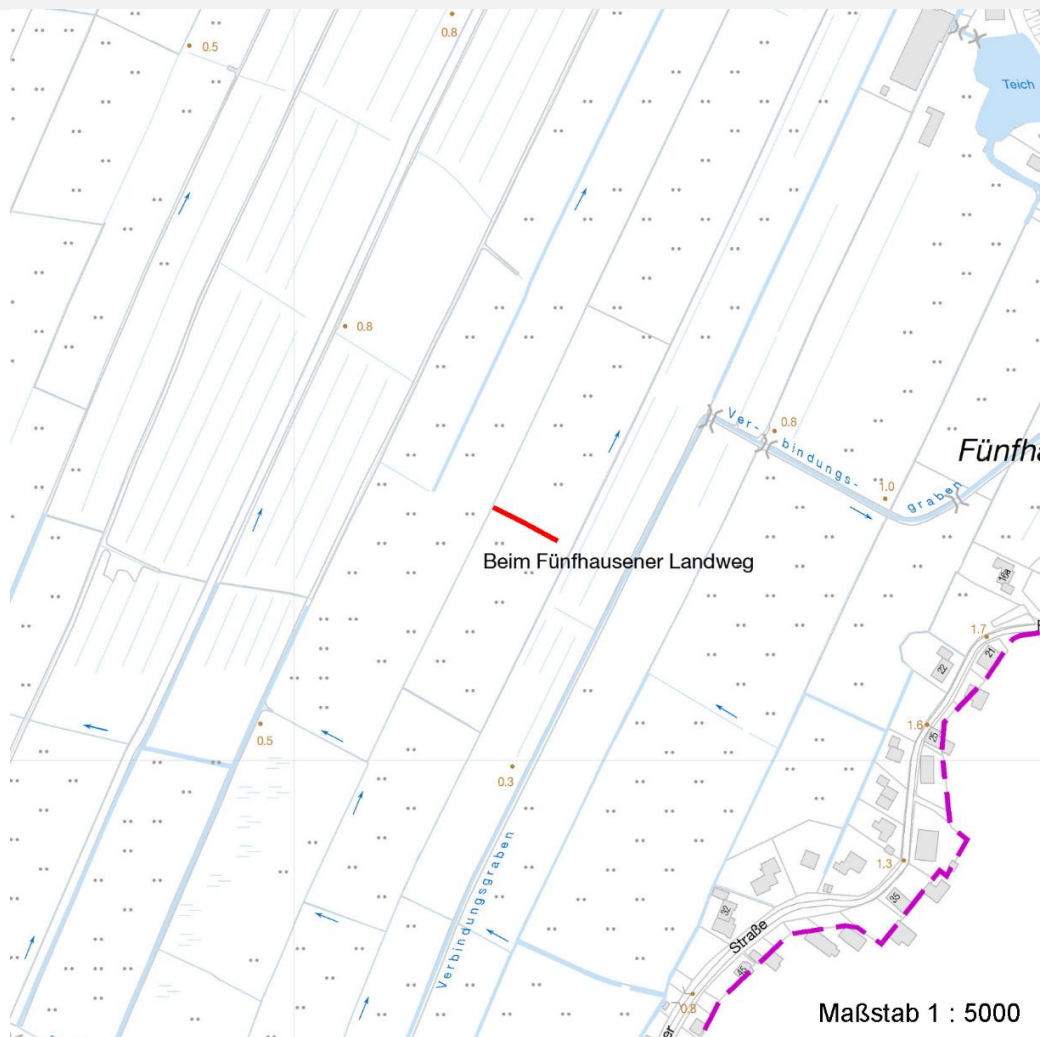 0.8
0.5
Teich
0.8
Ver-
bindungs-
graben
0.8
1.0
Fünfha
Beim Fünfhausener Landweg
16a
1.7
21
22
1.6
25
0.5
0.3
Verbindungsgraben
1.3
35
32
Straße
45
0.8
er
Maßstab 1 : 5000